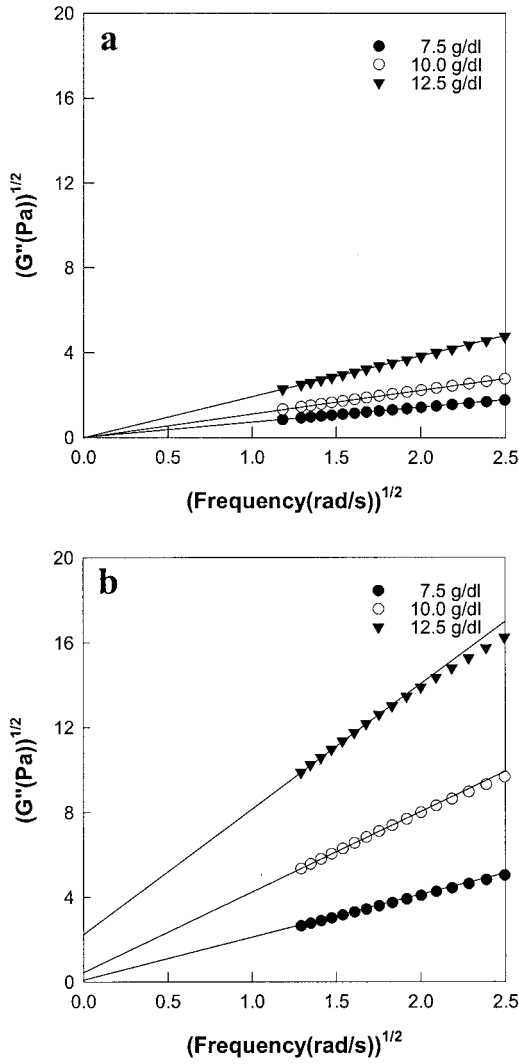 a
20
16
12
8
4
0
7.5 g/dl
10.0 g/dl
12.5 g/dl
(G"(Pa))^1/2
0.0 0.5 1.0 1.5 2.0 2.5
(Frequency(rad/s))^1/2
b
20
16
12
8
4
0
7.5 g/dl
10.0 g/dl
12.5 g/dl
(G"(Pa))^1/2
0.0 0.5 1.0 1.5 2.0 2.5
(Frequency(rad/s))^1/2